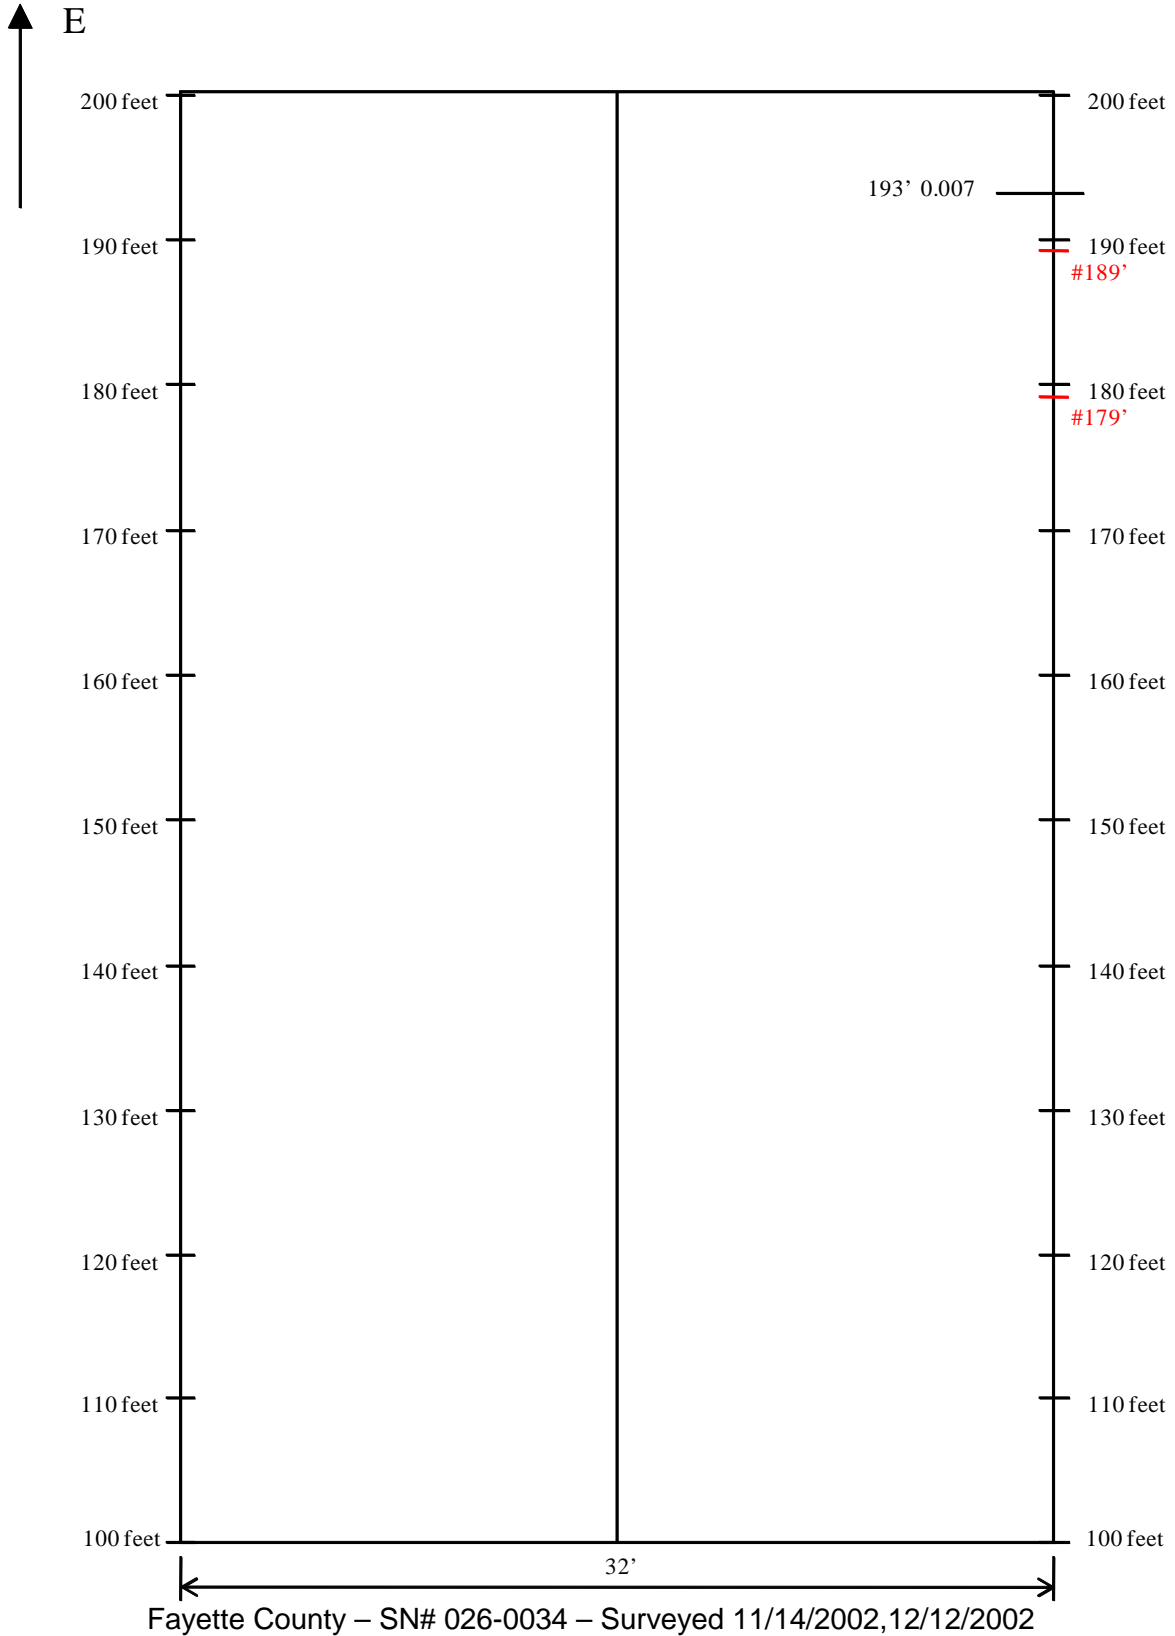 E
200 feet 200 feet
193’ 0.007
190 feet 190 feet
#189’
180 feet 180 feet
#179’
170 feet 170 feet
160 feet 160 feet
150 feet 150 feet
140 feet 140 feet
130 feet 130 feet
120 feet 120 feet
110 feet 110 feet
100 feet 100 feet
32’
Fayette County – SN# 026-0034 – Surveyed 11/14/2002,12/12/2002